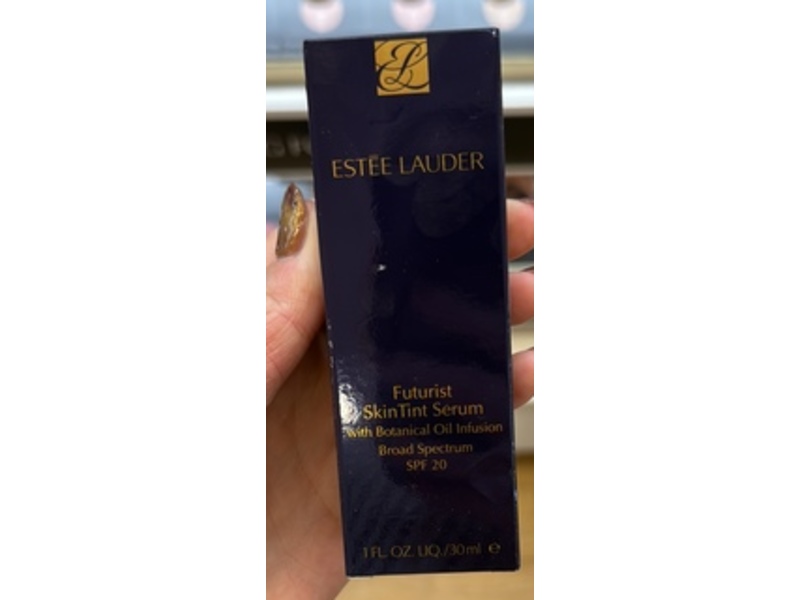 ESTĒE LAUDER
Futurist
SkinTint Serum
with Botanical Oil Infusion
Broad Spectrum
SPF 20
1 FL. OZ. LIQ./30ml ℮